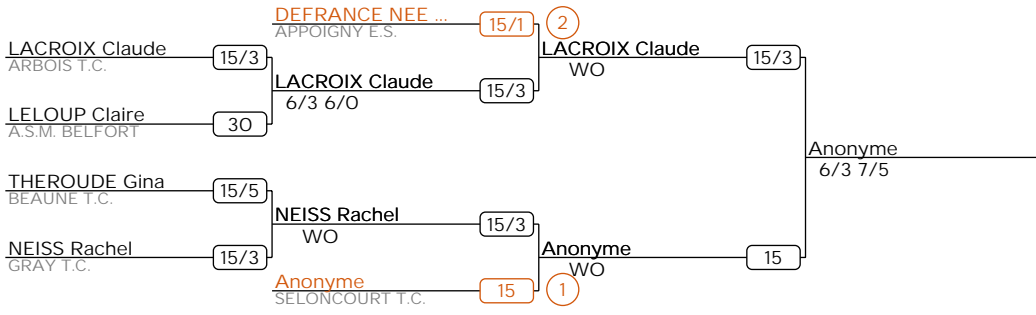 DEFRANCE NEE ...
APPOIGNY E.S.
15/1
2
LACROIX Claude
ARBOIS T.C.
15/3
LACROIX Claude
WO
15/3
LACROIX Claude
6/3 6/0
15/3
LELOUP Claire
A.S.M. BELFORT
30
Anonyme
6/3 7/5
THEROUDE Gina
BEAUNE T.C.
15/5
NEISS Rachel
WO
15/3
NEISS Rachel
GRAY T.C.
15/3
Anonyme
WO
15
Anonyme
SELONCOURT T.C.
15
1